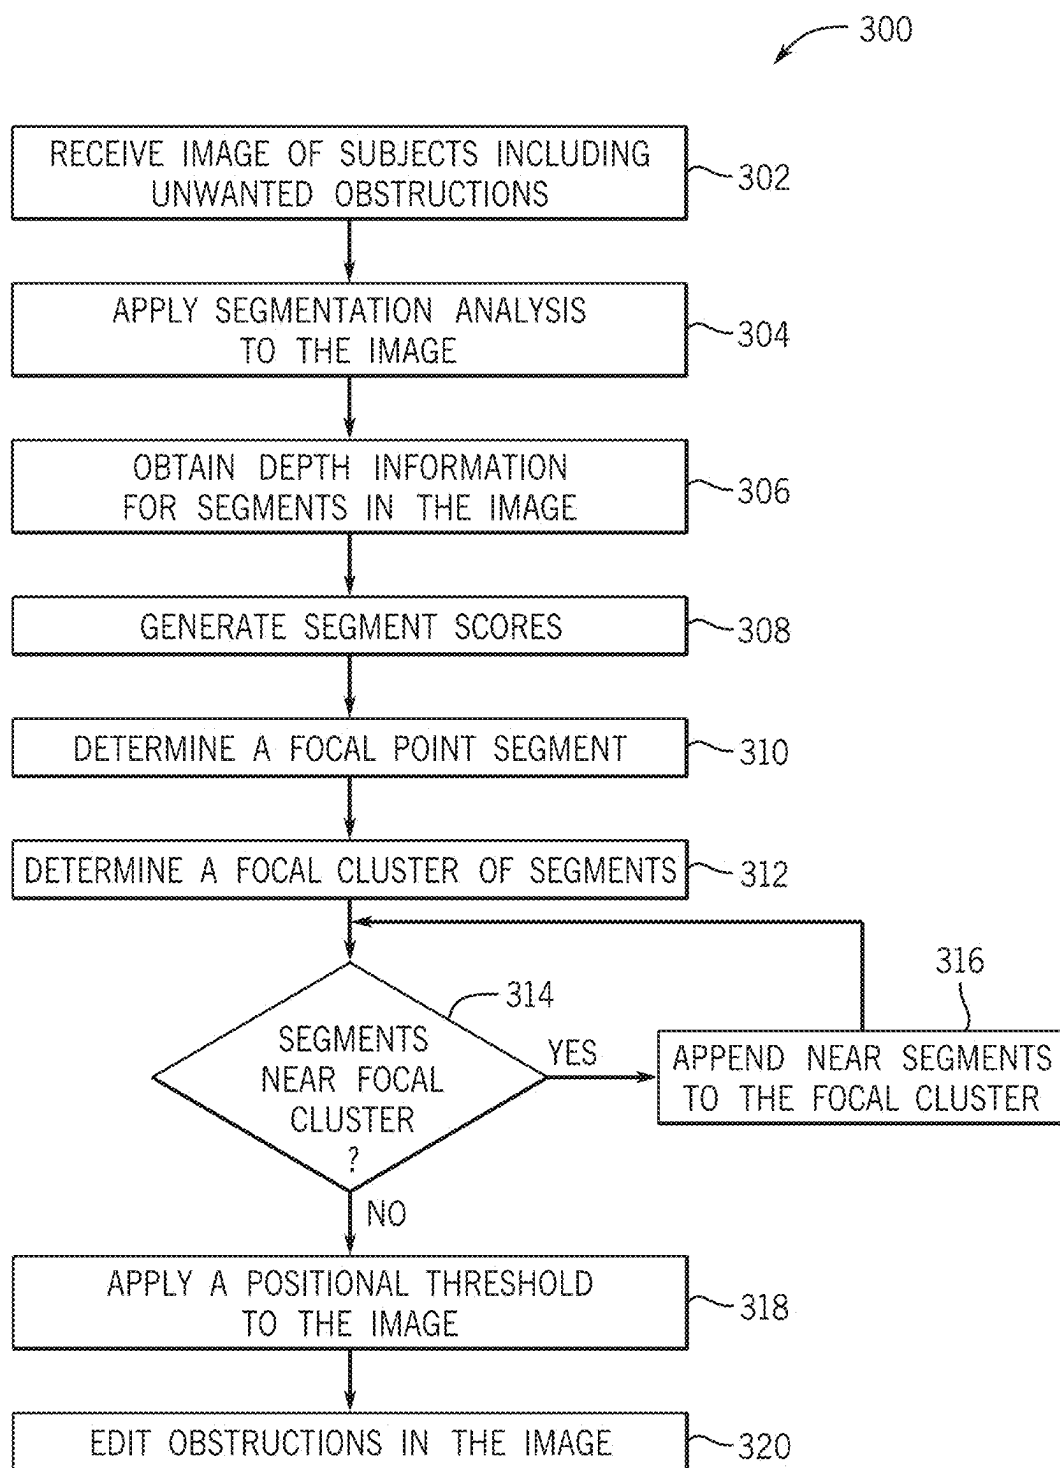 300
RECEIVE IMAGE OF SUBJECTS INCLUDING
UNWANTED OBSTRUCTIONS
302
APPLY SEGMENTATION ANALYSIS
TO THE IMAGE
304
OBTAIN DEPTH INFORMATION
FOR SEGMENTS IN THE IMAGE
306
GENERATE SEGMENT SCORES
308
DETERMINE A FOCAL POINT SEGMENT
310
DETERMINE A FOCAL CLUSTER OF SEGMENTS
312
314
SEGMENTS
NEAR FOCAL
CLUSTER
?
YES
316
APPEND NEAR SEGMENTS
TO THE FOCAL CLUSTER
NO
APPLY A POSITIONAL THRESHOLD
TO THE IMAGE
318
EDIT OBSTRUCTIONS IN THE IMAGE
320